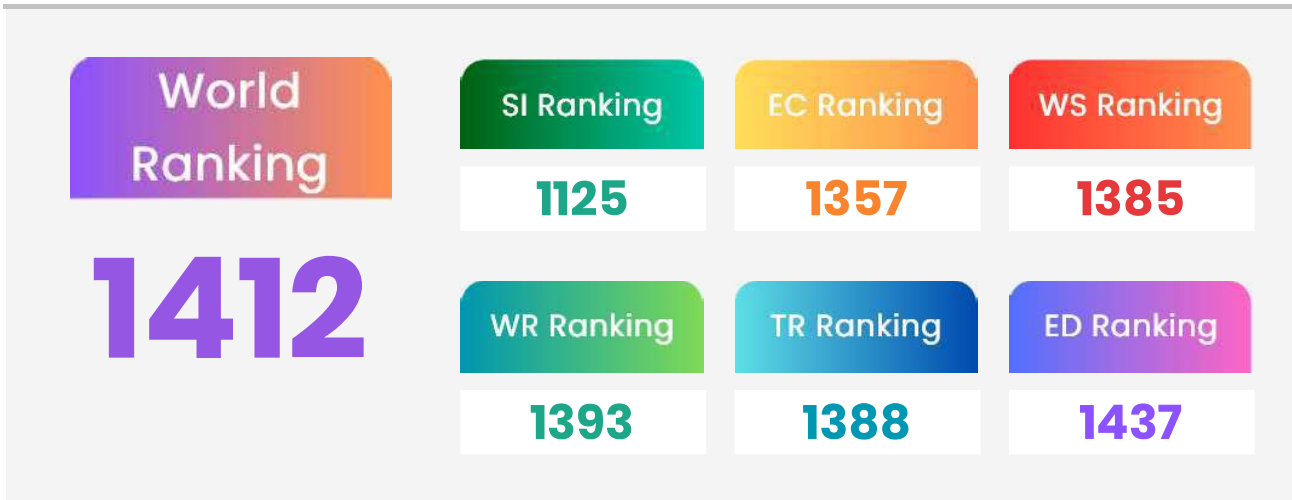 World
Ranking
1412
SI Ranking
1125
EC Ranking
1357
WS Ranking
1385
WR Ranking
1393
TR Ranking
1388
ED Ranking
1437